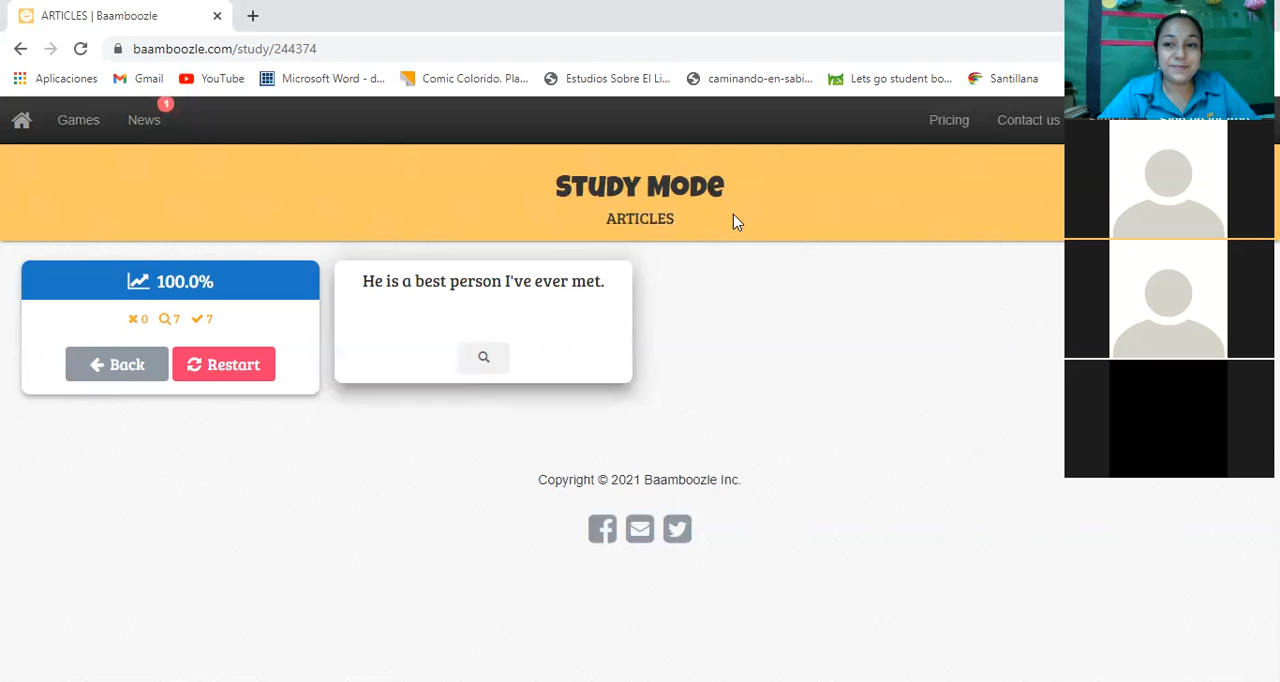 ARTICLES | Baamboozle
baamboozle.com/study/244374
Aplicaciones Gmail YouTube Microsoft Word - d... Comic Colorido. Pla... Estudios Sobre El Li... caminando-en-sabi... Lets go student bo... Santillana
1
Games News Pricing Contact us
Study Mode
ARTICLES
100.0%
0 7 7
Back Restart
He is a best person I've ever met.
Copyright © 2021 Baamboozle Inc.